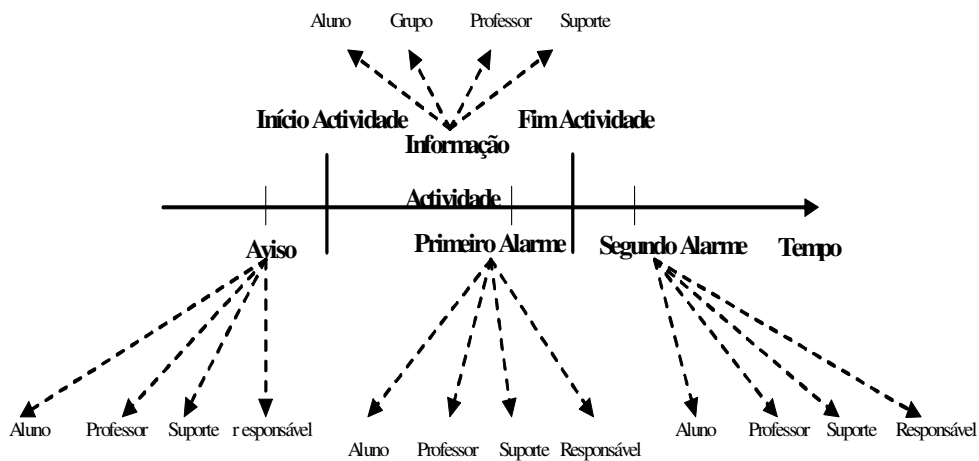 Aluno Grupo Professor Suporte
Início Actividade Fim Actividade
Informação
Actividade
Aviso Primeiro Alarme Segundo Alarme Tempo
Aluno Professor Suporte r esponsável Aluno Professor Suporte Responsável
Aluno Professor Suporte Responsável